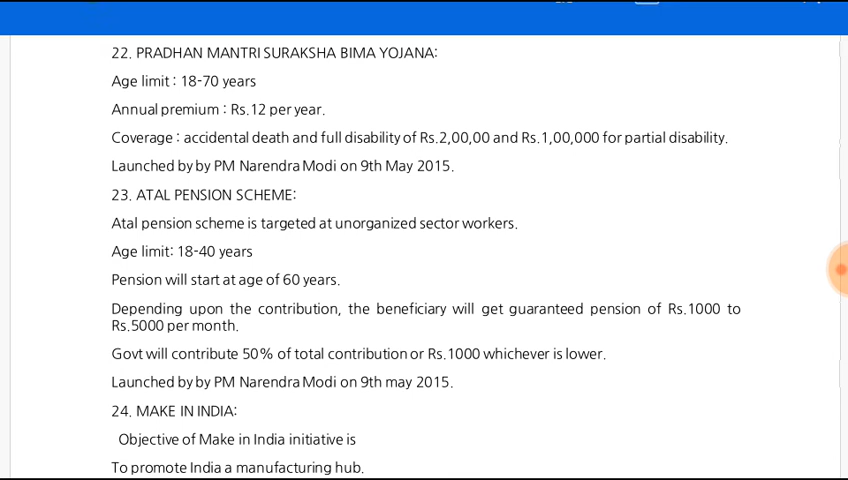 22. PRADHAN MANTRI SURAKSHA BIMA YOJANA:
Age limit : 18-70 years
Annual premium : Rs.12 per year.
Coverage : accidental death and full disability of Rs.2,00,00 and Rs.1,00,000 for partial disability.
Launched by by PM Narendra Modi on 9th May 2015.
23. ATAL PENSION SCHEME:
Atal pension scheme is targeted at unorganized sector workers.
Age limit: 18-40 years
Pension will start at age of 60 years.
Depending upon the contribution, the beneficiary will get guaranteed pension of Rs.1000 to
Rs.5000 per month.
Govt will contribute 50% of total contribution or Rs.1000 whichever is lower.
Launched by by PM Narendra Modi on 9th may 2015.
24. MAKE IN INDIA:
Objective of Make in India initiative is
To promote India a manufacturing hub.